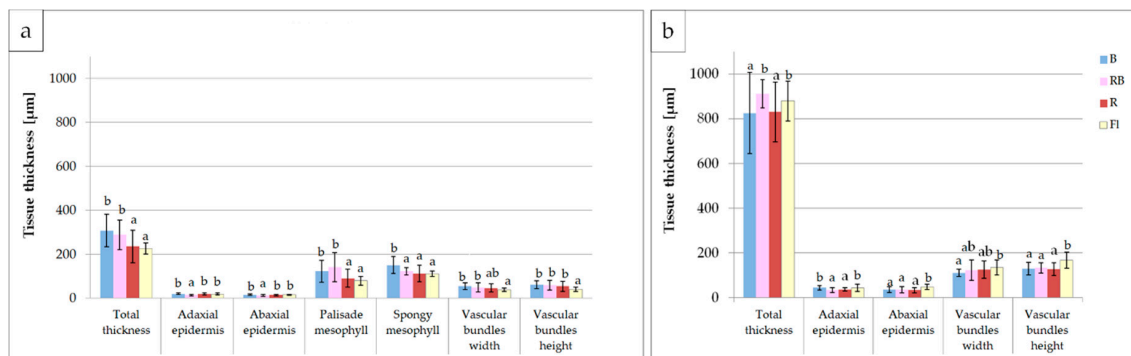 a
Tissue thickness [µm]
1000
800
600
400
200
0
b b a a
b a b b
b a b b
b b a a
b ab a a
b b b a
b b b a
Total thickness
Adaxial epidermis
Abaxial epidermis
Palisade mesophyll
Spongy mesophyll
Vascular bundles width
Vascular bundles height
b
Tissue thickness [µm]
1000
800
600
400
200
0
a b a b
b a a b
a a a b
a ab ab b
a a a b
Total thickness
Adaxial epidermis
Abaxial epidermis
Vascular bundles width
Vascular bundles height
B
RB
R
Fl